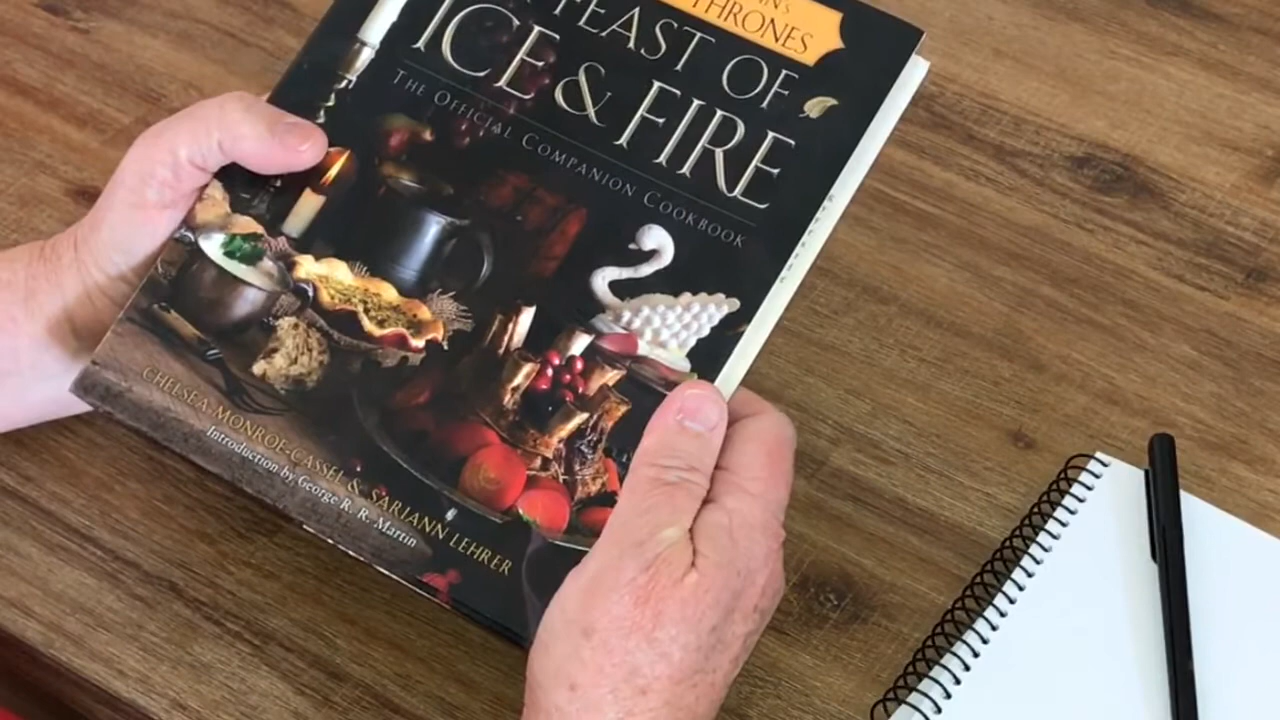 THRONES
FEAST OF
ICE & FIRE
THE OFFICIAL COMPANION COOKBOOK
CHELSEA MONROE-CASSEL & SARIANN LEHRER
Introduction by George R. R. Martin